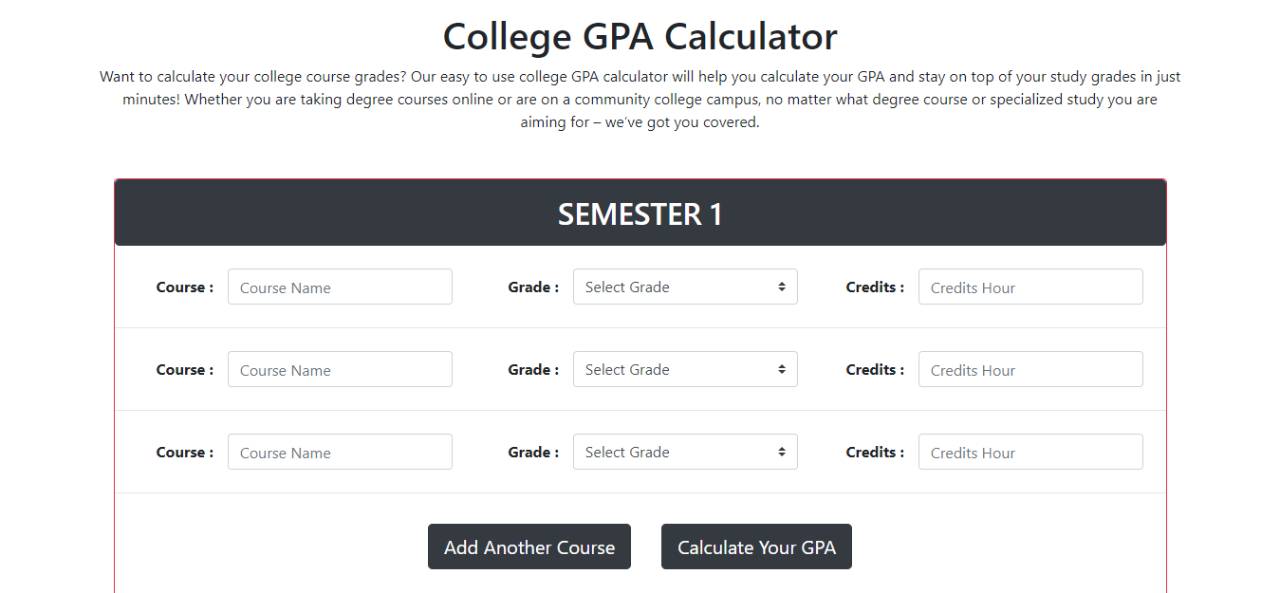 College GPA Calculator
Want to calculate your college course grades? Our easy to use college GPA calculator will help you calculate your GPA and stay on top of your study grades in just
minutes! Whether you are taking degree courses online or are on a community college campus, no matter what degree course or specialized study you are
aiming for – we’ve got you covered.
SEMESTER 1
Course : Course Name Grade : Select Grade Credits : Credits Hour
Course : Course Name Grade : Select Grade Credits : Credits Hour
Course : Course Name Grade : Select Grade Credits : Credits Hour
Add Another Course Calculate Your GPA